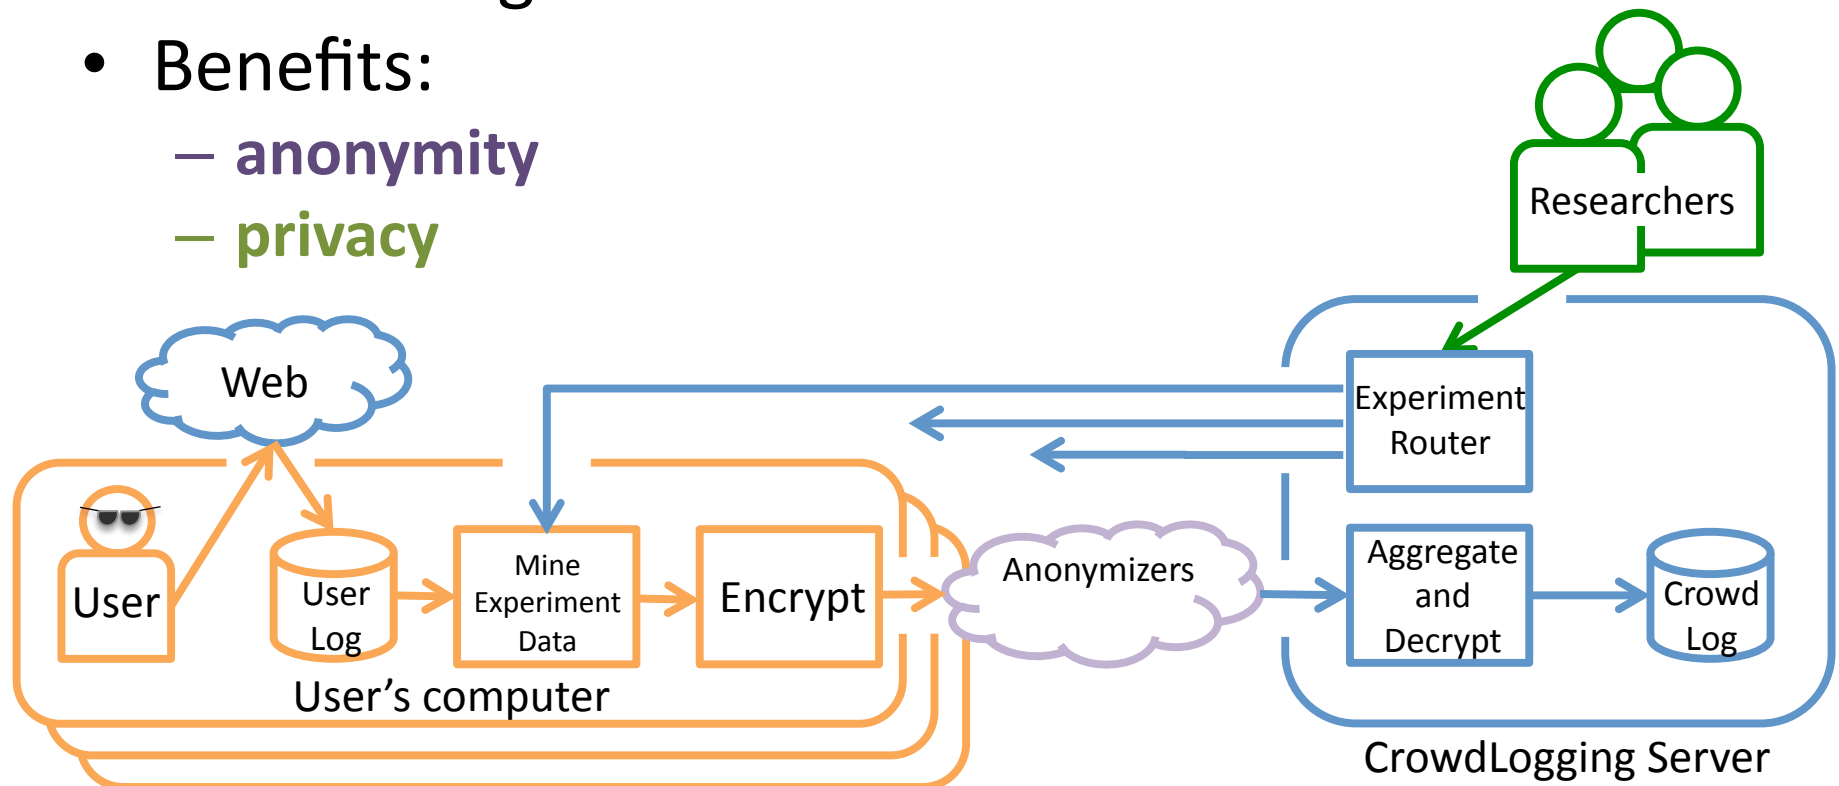 • Benefits:
– anonymity
– privacy
Researchers
Web
Experiment
Router
User
User
Log
Mine
Experiment
Data
Encrypt
Anonymizers
Aggregate
and
Decrypt
Crowd
Log
User's computer
CrowdLogging Server